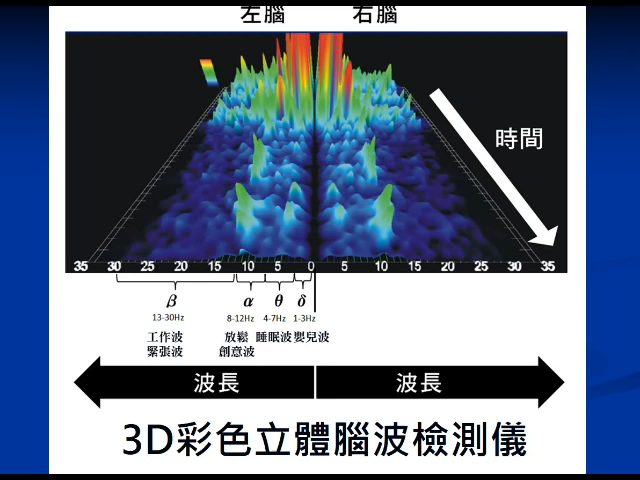 左腦 右腦
時間
35 30 25 20 15 10 5 0 5 10 15 20 25 30 35
β α θ δ
13-30Hz 8-12Hz 4-7Hz 1-3Hz
工作波 放鬆 睡眠波 嬰兒波
緊張波 創意波
波長 波長
3D彩色立體腦波檢測儀